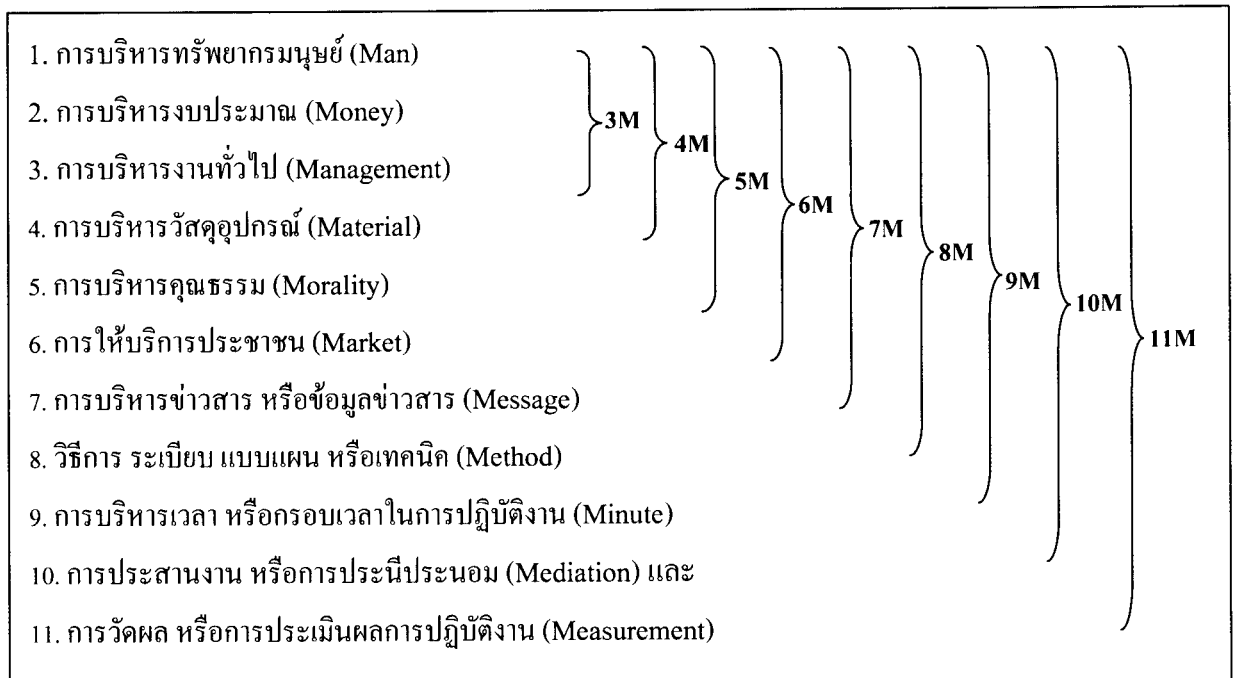 1. การบริหารทรัพยากรมนุษย์ (Man)
2. การบริหารงบประมาณ (Money)
3. การบริหารงานทั่วไป (Management)
4. การบริหารวัสดุอุปกรณ์ (Material)
5. การบริหารคุณธรรม (Morality)
6. การให้บริการประชาชน (Market)
7. การบริหารข่าวสาร หรือข้อมูลข่าวสาร (Message)
8. วิธีการ ระเบียบ แบบแผน หรือเทคนิค (Method)
9. การบริหารเวลา หรือกรอบเวลาในการปฏิบัติงาน (Minute)
10. การประสานงาน หรือการประนีประนอม (Mediation) และ
11. การวัดผล หรือการประเมินผลการปฏิบัติงาน (Measurement)
3M
4M
5M
6M
7M
8M
9M
10M
11M